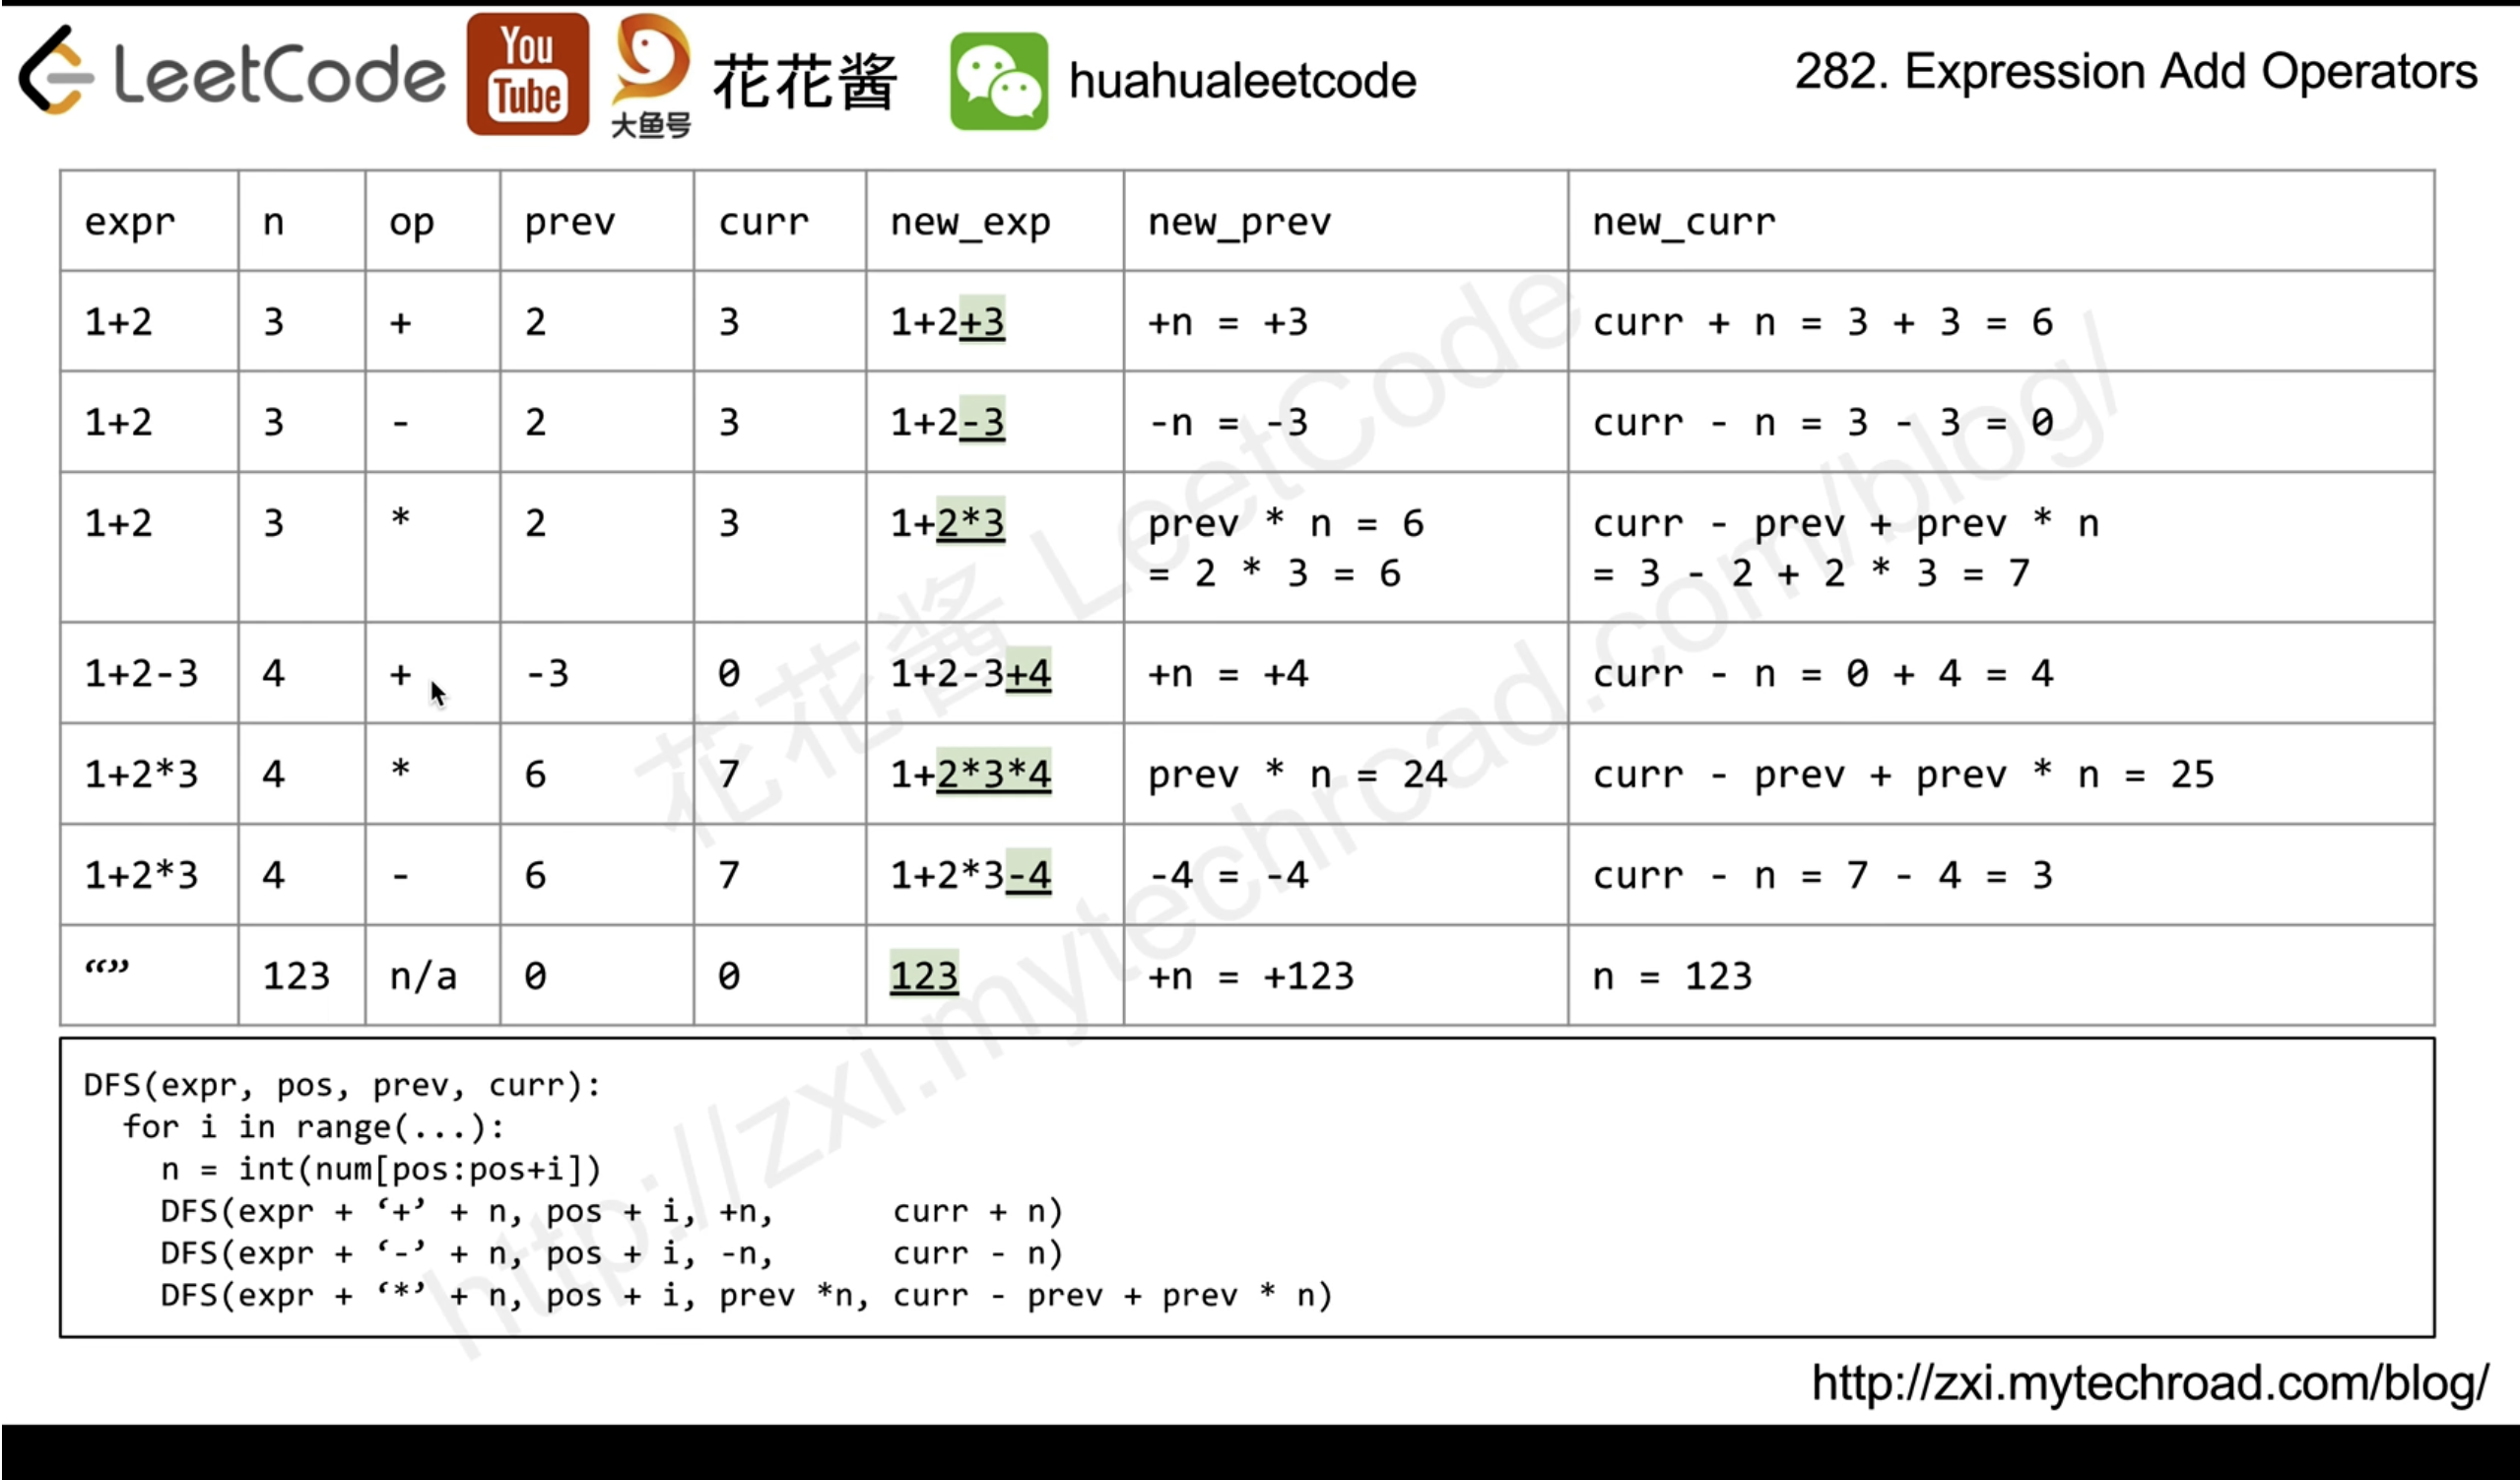 LeetCode You Tube 大鱼号 花花酱 huahualeetcode 282. Expression Add Operators
expr n op prev curr new_exp new_prev new_curr
1+2 3 + 2 3 1+2+3 +n = +3 curr + n = 3 + 3 = 6
1+2 3 - 2 3 1+2-3 -n = -3 curr - n = 3 - 3 = 0
1+2 3 * 2 3 1+2*3 prev * n = 6 curr - prev + prev * n
= 2 * 3 = 6 = 3 - 2 + 2 * 3 = 7
1+2-3 4 + -3 0 1+2-3+4 +n = +4 curr - n = 0 + 4 = 4
1+2*3 4 * 6 7 1+2*3*4 prev * n = 24 curr - prev + prev * n = 25
1+2*3 4 - 6 7 1+2*3-4 -4 = -4 curr - n = 7 - 4 = 3
“” 123 n/a 0 0 123 +n = +123 n = 123
花花酱 LeetCode
http://zxi.mytechroad.com/blog/
DFS(expr, pos, prev, curr):
for i in range(...):
n = int(num[pos:pos+i])
DFS(expr + ‘+’ + n, pos + i, +n, curr + n)
DFS(expr + ‘-’ + n, pos + i, -n, curr - n)
DFS(expr + ‘*’ + n, pos + i, prev *n, curr - prev + prev * n)
http://zxi.mytechroad.com/blog/